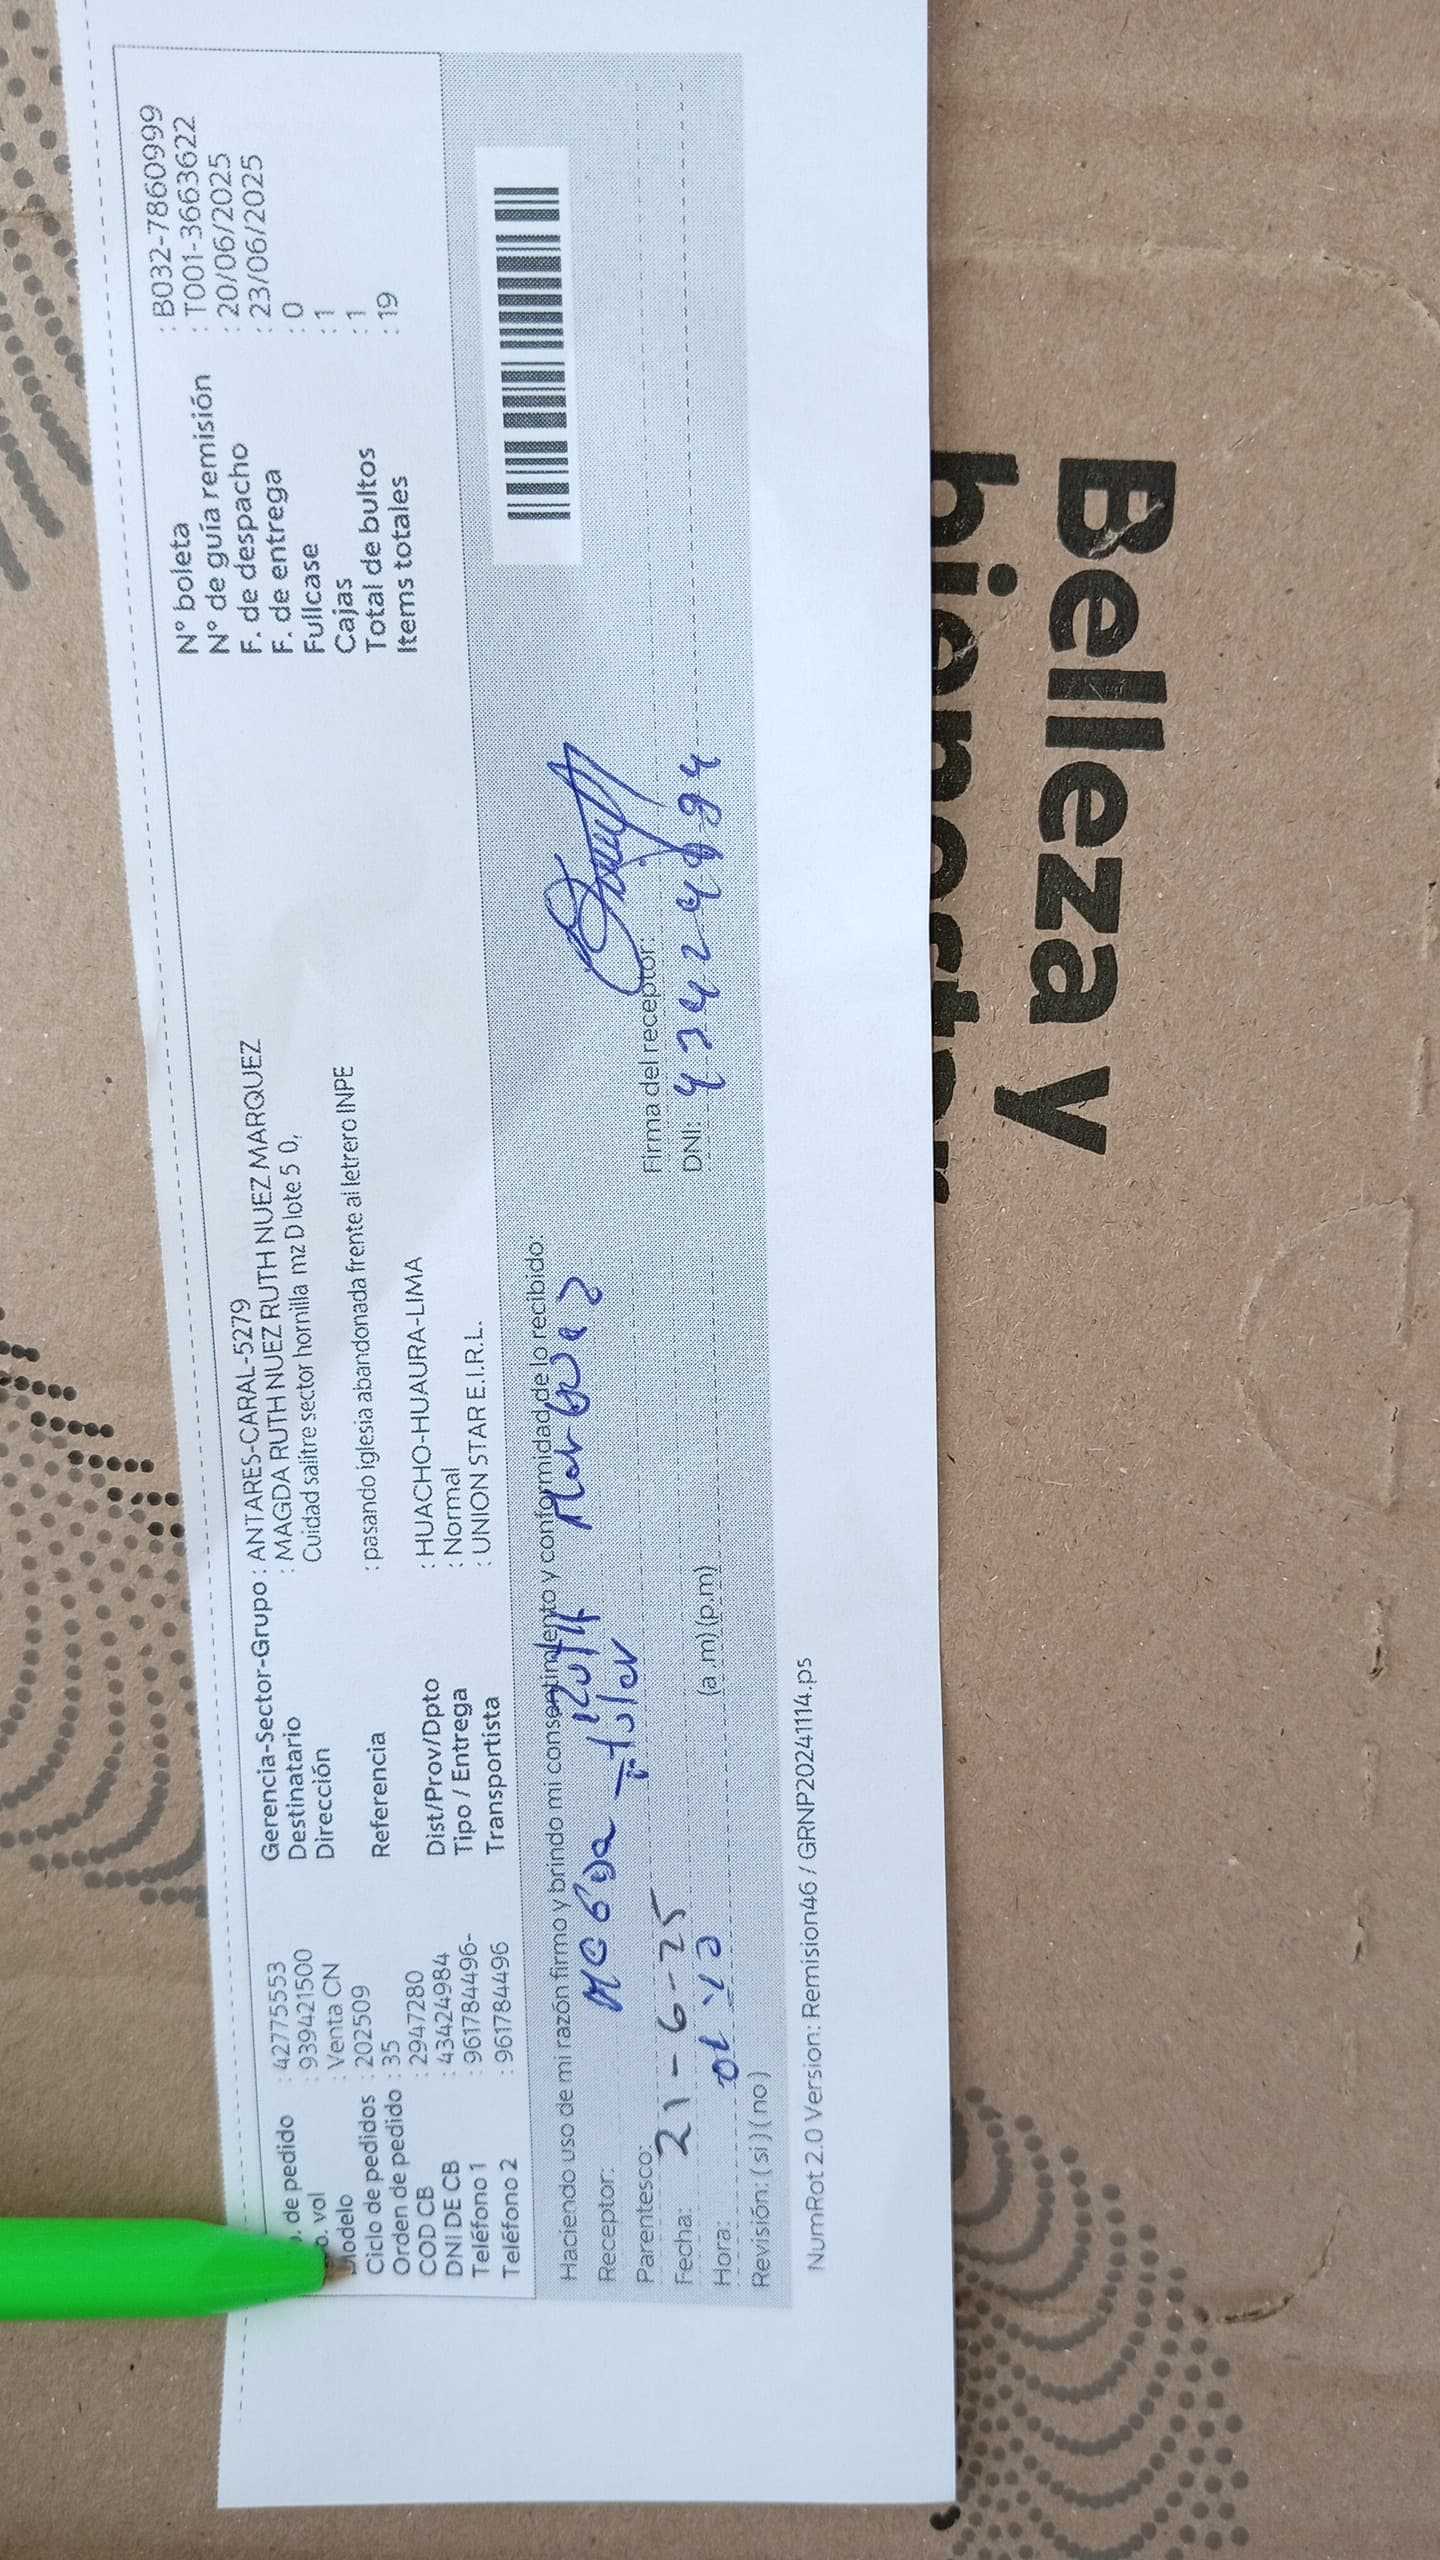 . de pedido : 42775553
o. vol : 939421500
Modelo : Venta CN
Ciclo de pedidos : 202509
Orden de pedido : 35
COD CB : 2947280
DNI DE CB : 43424984
Teléfono 1 : 961784496-
Teléfono 2 : 961784496
Gerencia-Sector-Grupo : ANTARES-CARAL-5279
Destinatario : MAGDA RUTH NUEZ RUTH NUEZ MARQUEZ
Dirección Cuidad salitre sector hornilla mz D lote 5 0,
Referencia : pasando iglesia abandonada frente al letrero INPE
Dist/Prov/Dpto : HUACHO-HUAURA-LIMA
Tipo / Entrega : Normal
Transportista : UNION STAR E.I.R.L.
N° boleta : B032-7860999
N° de guía remisión : T001-3663622
F. de despacho : 20/06/2025
F. de entrega : 23/06/2025
Fullcase : 0
Cajas : 1
Total de bultos : 1
Items totales : 19
Haciendo uso de mi razón firmo y brindo mi consentimiento y conformidad de lo recibido:
Receptor:
Parentesco:
Fecha: 21-6-25
Hora: (a.m) (p.m)
Revisión: (si) (no)
Firma del receptor:
DNI:
NumRot 2.0 Version: Remision46 / GRNP20241114.ps
Belleza y
bienestar